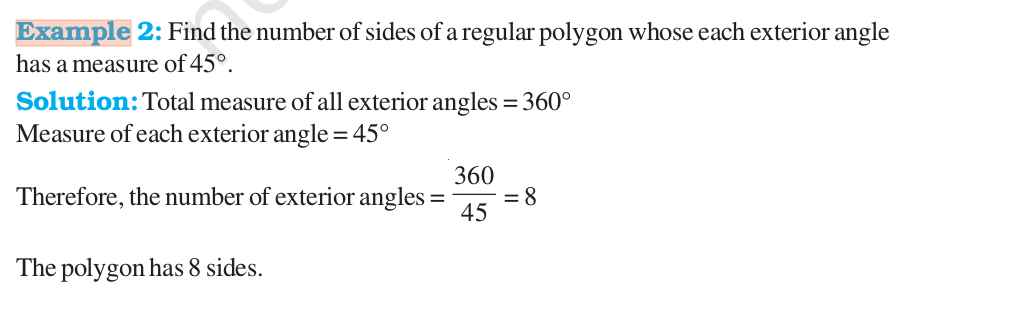 Example 2: Find the number of sides of a regular polygon whose each exterior angle
has a measure of 45°.
Solution: Total measure of all exterior angles = 360°
Measure of each exterior angle = 45°
Therefore, the number of exterior angles = 360/45 = 8
The polygon has 8 sides.